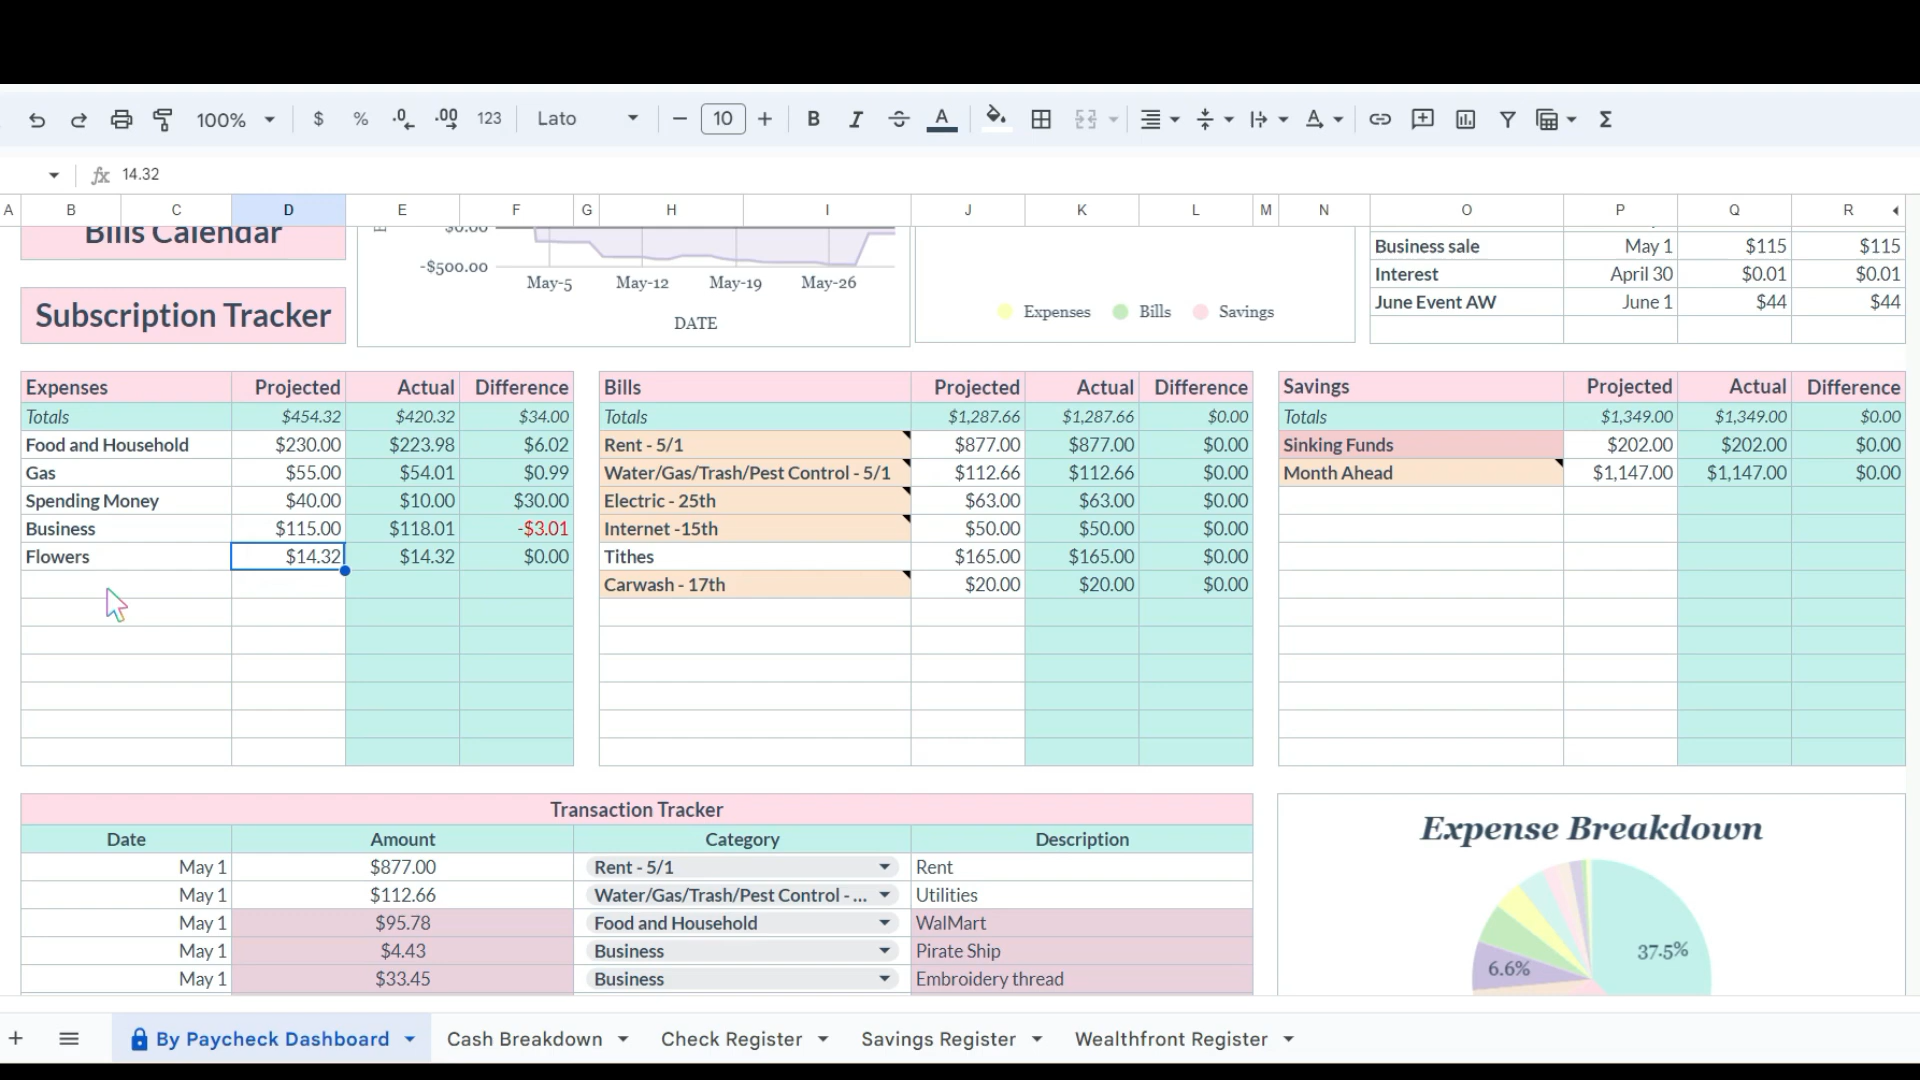 100% $ % .0 .00 123 Lato 10 B I A
fx 14.32
A B C D E F G H I J K L M N O P Q R
Bills Calendar
Subscription Tracker
$0.00
-$500.00
May-5 May-12 May-19 May-26
DATE
Expenses Bills Savings
Business sale May 1 $115 $115
Interest April 30 $0.01 $0.01
June Event AW June 1 $44 $44
Expenses Projected Actual Difference
Totals $454.32 $420.32 $34.00
Food and Household $230.00 $223.98 $6.02
Gas $55.00 $54.01 $0.99
Spending Money $40.00 $10.00 $30.00
Business $115.00 $118.01 -$3.01
Flowers $14.32 $14.32 $0.00
Bills Projected Actual Difference
Totals $1,287.66 $1,287.66 $0.00
Rent - 5/1 $877.00 $877.00 $0.00
Water/Gas/Trash/Pest Control - 5/1 $112.66 $112.66 $0.00
Electric - 25th $63.00 $63.00 $0.00
Internet -15th $50.00 $50.00 $0.00
Tithes $165.00 $165.00 $0.00
Carwash - 17th $20.00 $20.00 $0.00
Savings Projected Actual Difference
Totals $1,349.00 $1,349.00 $0.00
Sinking Funds $202.00 $202.00 $0.00
Month Ahead $1,147.00 $1,147.00 $0.00
Transaction Tracker
Date Amount Category Description
May 1 $877.00 Rent - 5/1 Rent
May 1 $112.66 Water/Gas/Trash/Pest Control - ... Utilities
May 1 $95.78 Food and Household WalMart
May 1 $4.43 Business Pirate Ship
May 1 $33.45 Business Embroidery thread
Expense Breakdown
37.5%
6.6%
By Paycheck Dashboard Cash Breakdown Check Register Savings Register Wealthfront Register